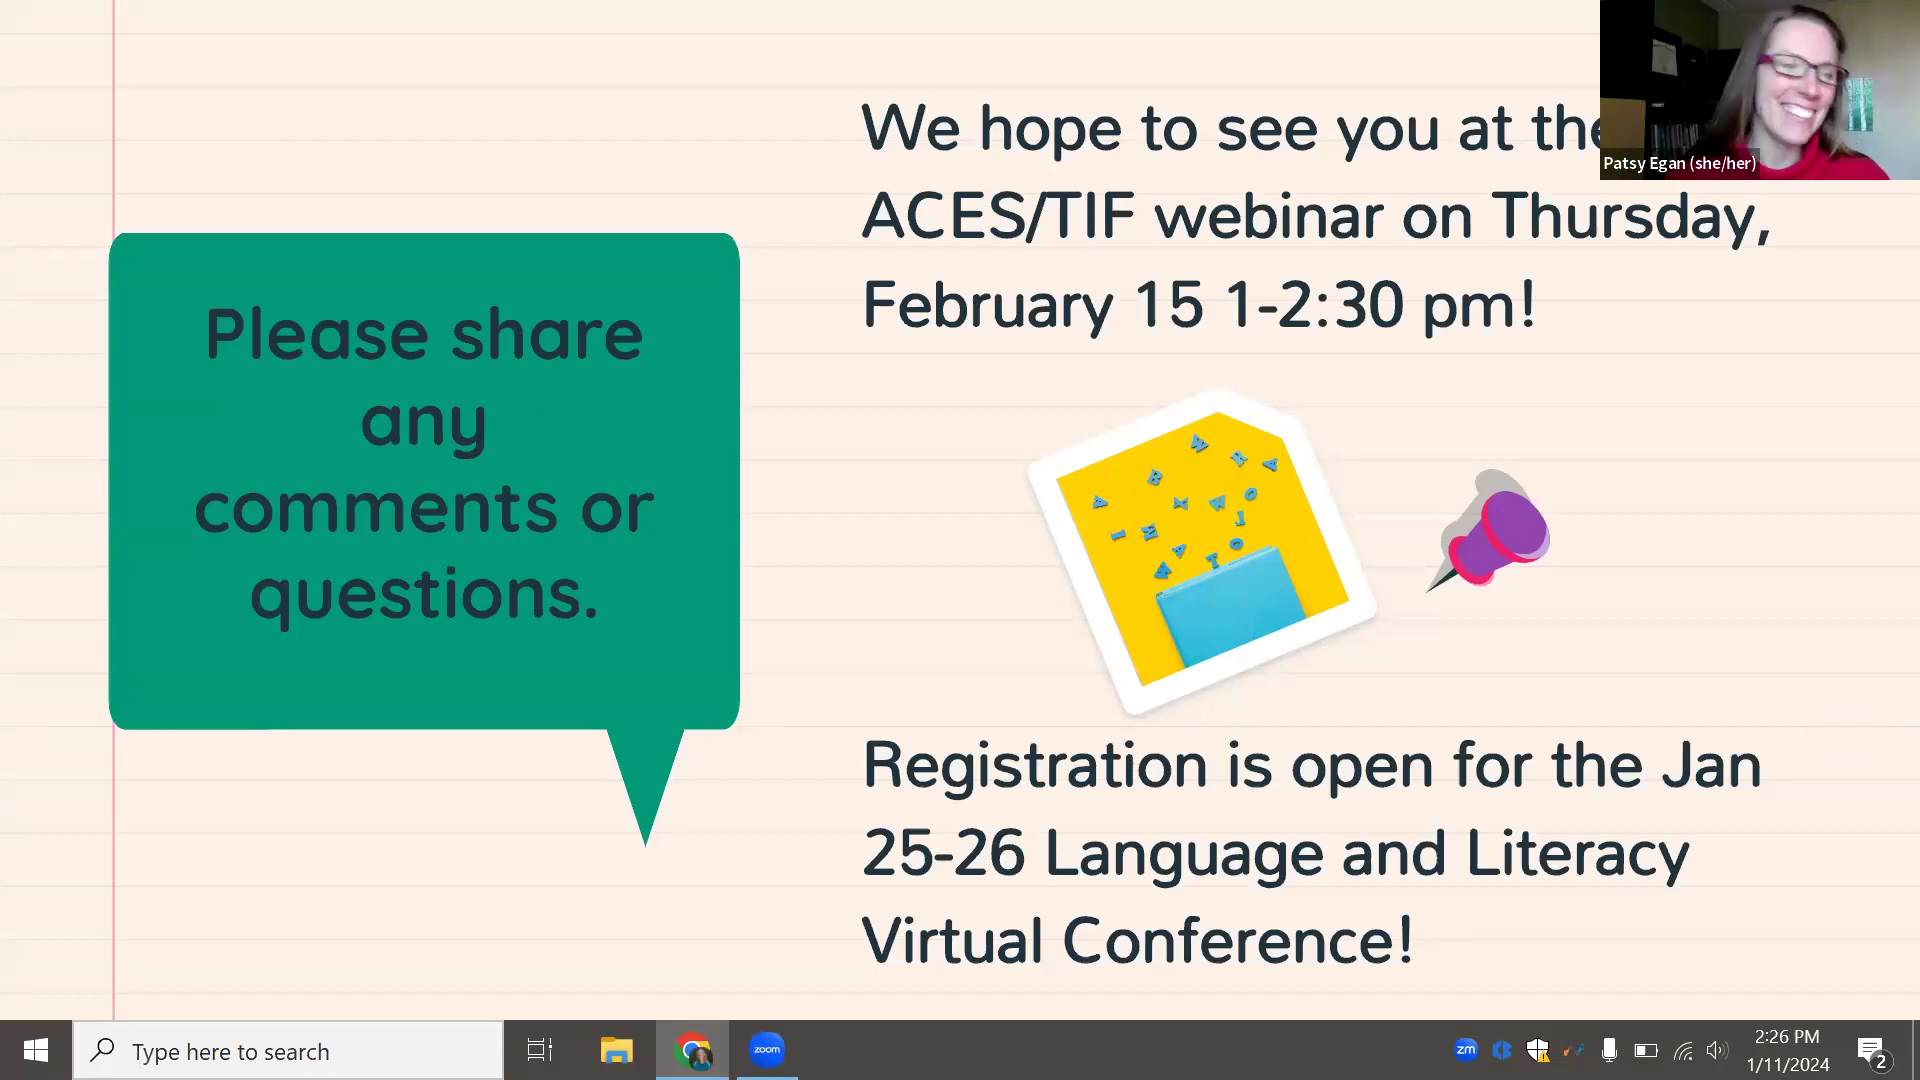 We hope to see you at the
ACES/TIF webinar on Thursday,
February 15 1-2:30 pm!
Patsy Egan (she/her)
Please share
any
comments or
questions.
Registration is open for the Jan
25-26 Language and Literacy
Virtual Conference!
Type here to search
zoom
zm
2:26 PM
1/11/2024
2